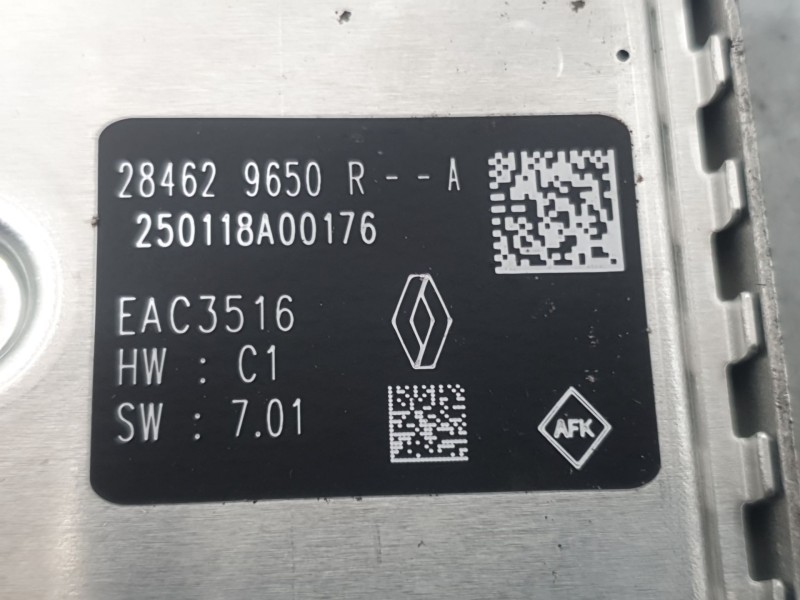 28462 9650 R--A
250118A00176
EAC3516
HW : C1
SW : 7.01
AFK